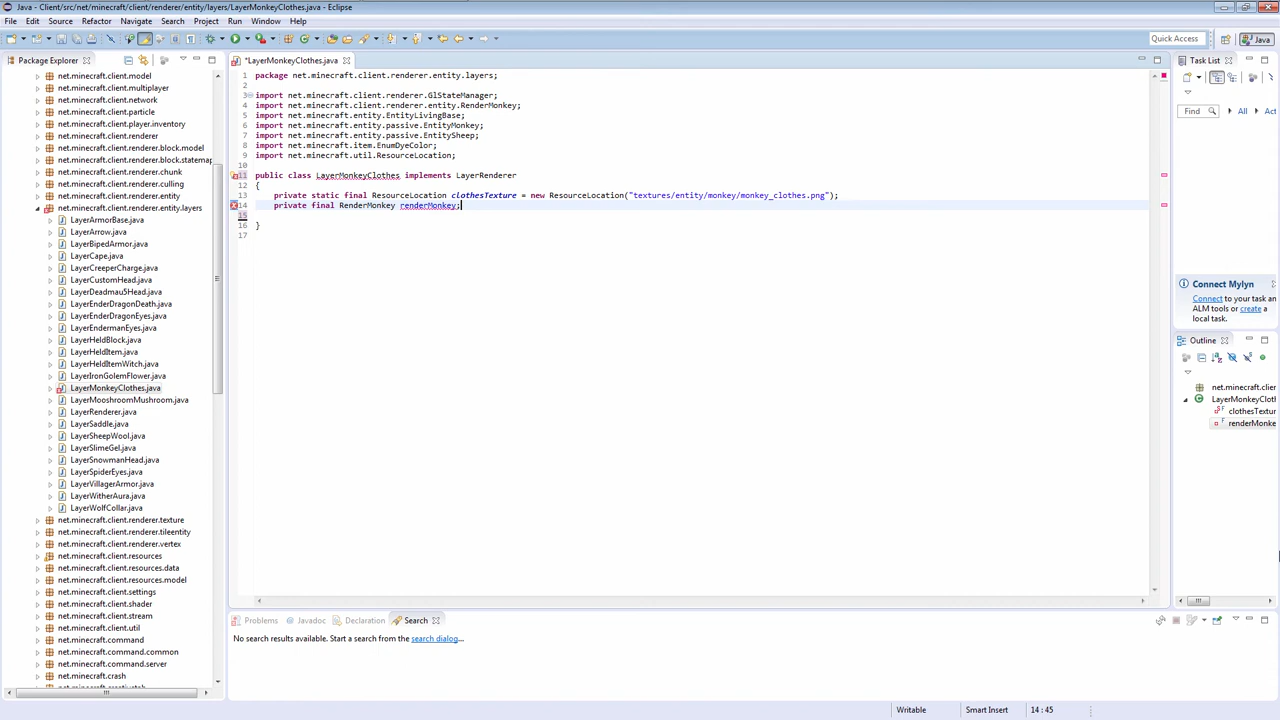 Java - Client/src/net/minecraft/client/renderer/entity/layers/LayerMonkeyClothes.java - Eclipse
File Edit Source Refactor Navigate Search Project Run Window Help
Quick Access
Java
Package Explorer
net.minecraft.client.model
net.minecraft.client.multiplayer
net.minecraft.client.network
net.minecraft.client.particle
net.minecraft.client.player.inventory
net.minecraft.client.renderer
net.minecraft.client.renderer.block.model
net.minecraft.client.renderer.block.statemap
net.minecraft.client.renderer.chunk
net.minecraft.client.renderer.culling
net.minecraft.client.renderer.entity
net.minecraft.client.renderer.entity.layers
LayerArmorBase.java
LayerArrow.java
LayerBipedArmor.java
LayerCape.java
LayerCreeperCharge.java
LayerCustomHead.java
LayerDeadmau5Head.java
LayerEnderDragonDeath.java
LayerEnderDragonEyes.java
LayerEndermanEyes.java
LayerHeldBlock.java
LayerHeldItem.java
LayerHeldItemWitch.java
LayerIronGolemFlower.java
LayerMonkeyClothes.java
LayerMooshroomMushroom.java
LayerRenderer.java
LayerSaddle.java
LayerSheepWool.java
LayerSlimeGel.java
LayerSnowmanHead.java
LayerSpiderEyes.java
LayerVillagerArmor.java
LayerWitherAura.java
LayerWolfCollar.java
net.minecraft.client.renderer.texture
net.minecraft.client.renderer.tileentity
net.minecraft.client.renderer.vertex
net.minecraft.client.resources
net.minecraft.client.resources.data
net.minecraft.client.resources.model
net.minecraft.client.settings
net.minecraft.client.shader
net.minecraft.client.stream
net.minecraft.client.util
net.minecraft.command
net.minecraft.command.common
net.minecraft.command.server
net.minecraft.crash
*LayerMonkeyClothes.java
1 package net.minecraft.client.renderer.entity.layers;
2
3 import net.minecraft.client.renderer.GlStateManager;
4 import net.minecraft.client.renderer.entity.RenderMonkey;
5 import net.minecraft.entity.EntityLivingBase;
6 import net.minecraft.entity.passive.EntityMonkey;
7 import net.minecraft.entity.passive.EntitySheep;
8 import net.minecraft.item.EnumDyeColor;
9 import net.minecraft.util.ResourceLocation;
10
11 public class LayerMonkeyClothes implements LayerRenderer
12 {
13 private static final ResourceLocation clothesTexture = new ResourceLocation("textures/entity/monkey/monkey_clothes.png");
14 private final RenderMonkey renderMonkey;
15
16 }
17
Problems Javadoc Declaration Search
No search results available. Start a search from the search dialog...
Task List
Find All Acti
Connect Mylyn
Connect to your task an
ALM tools or create a
local task.
Outline
net.minecraft.clier
LayerMonkeyClotl
clothesTextur
renderMonke
Writable Smart Insert 14 : 45